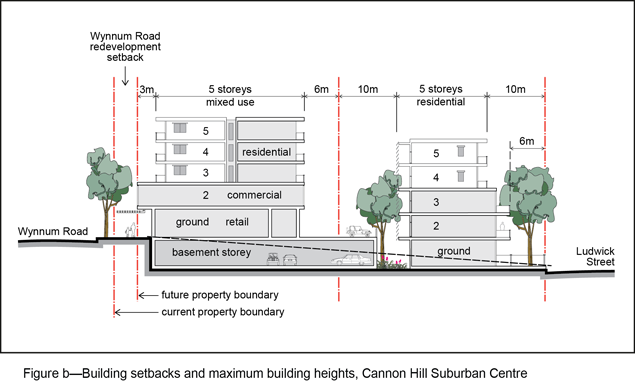 Wynnum Road
redevelopment
setback
3m
5 storeys
mixed use
6m
10m
5 storeys
residential
10m
6m
5
4
residential
3
2 commercial
ground retail
basement storey
5
4
3
2
ground
Wynnum Road
Ludwick
Street
future property boundary
current property boundary
Figure b—Building setbacks and maximum building heights, Cannon Hill Suburban Centre